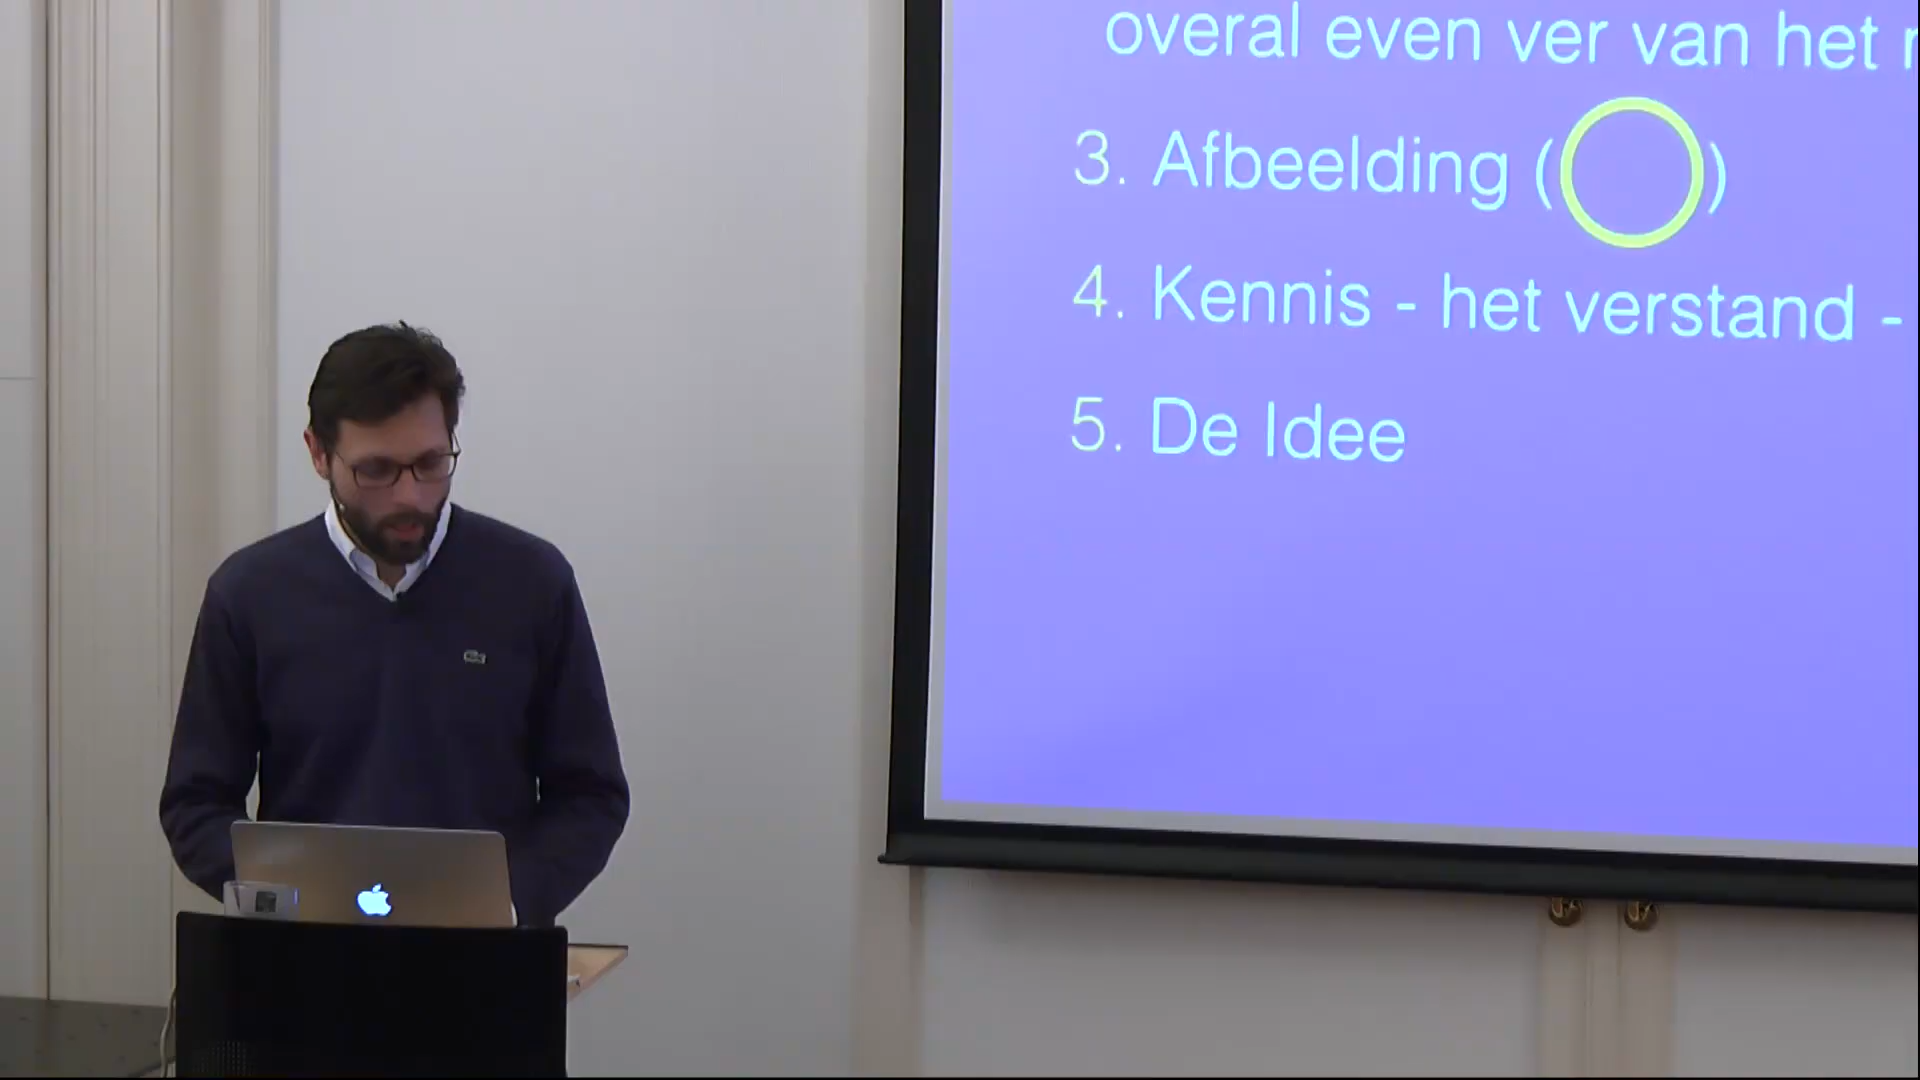 overal even ver van het
3. Afbeelding ( )
4. Kennis - het verstand -
5. De Idee